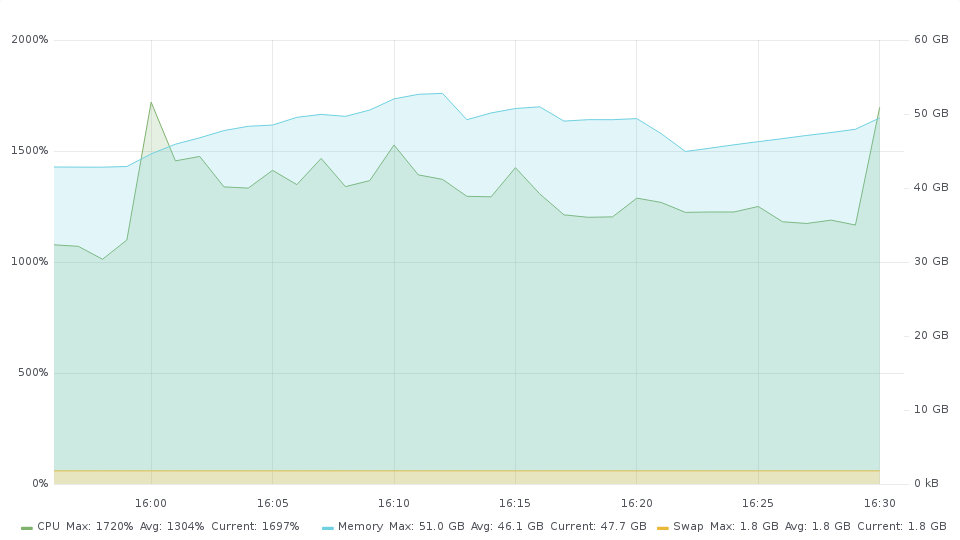 2000% 60 GB
50 GB
1500%
40 GB
1000% 30 GB
20 GB
500%
10 GB
0% 0 kB
16:00 16:05 16:10 16:15 16:20 16:25 16:30
CPU Max: 1720% Avg: 1304% Current: 1697% Memory Max: 51.0 GB Avg: 46.1 GB Current: 47.7 GB Swap Max: 1.8 GB Avg: 1.8 GB Current: 1.8 GB